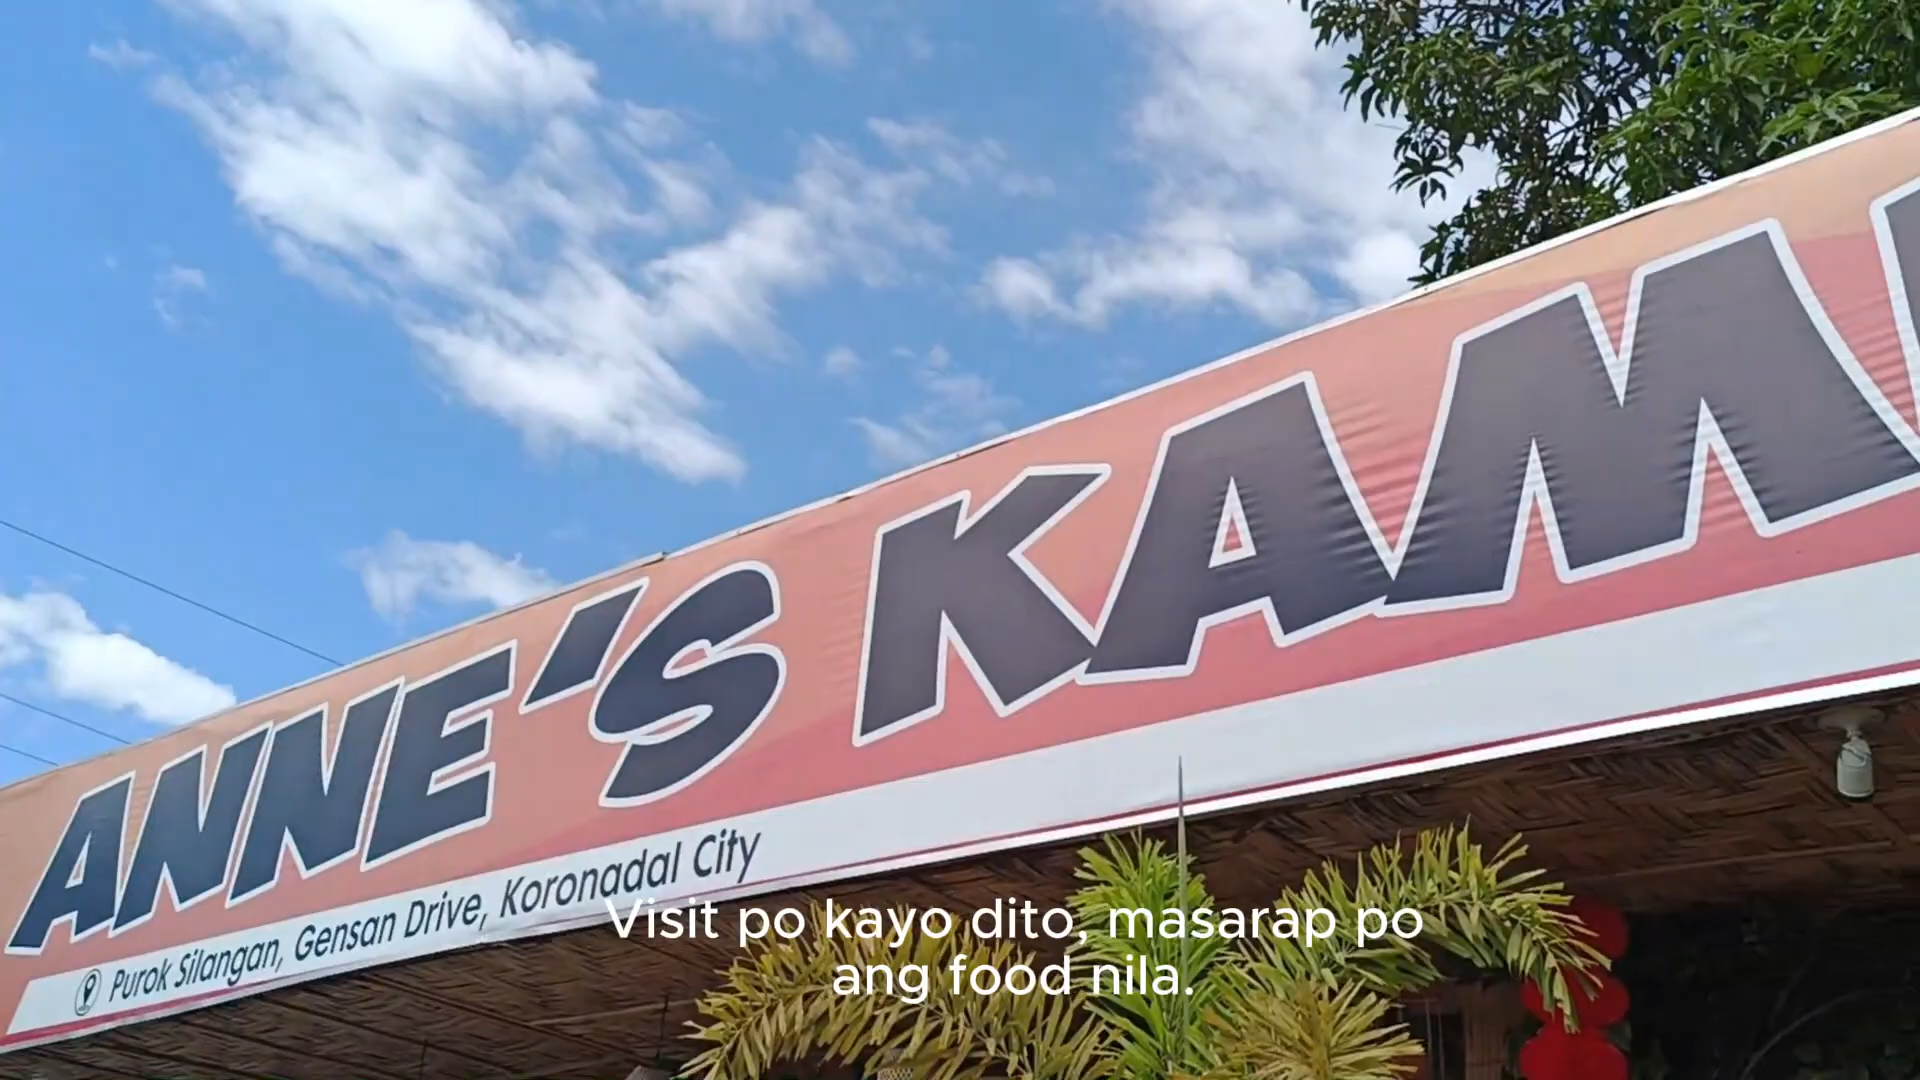 ANNE'S KAM
Purok Silangan, Gensan Drive, Koronadal City
Visit po kayo dito, masarap po
ang food nila.